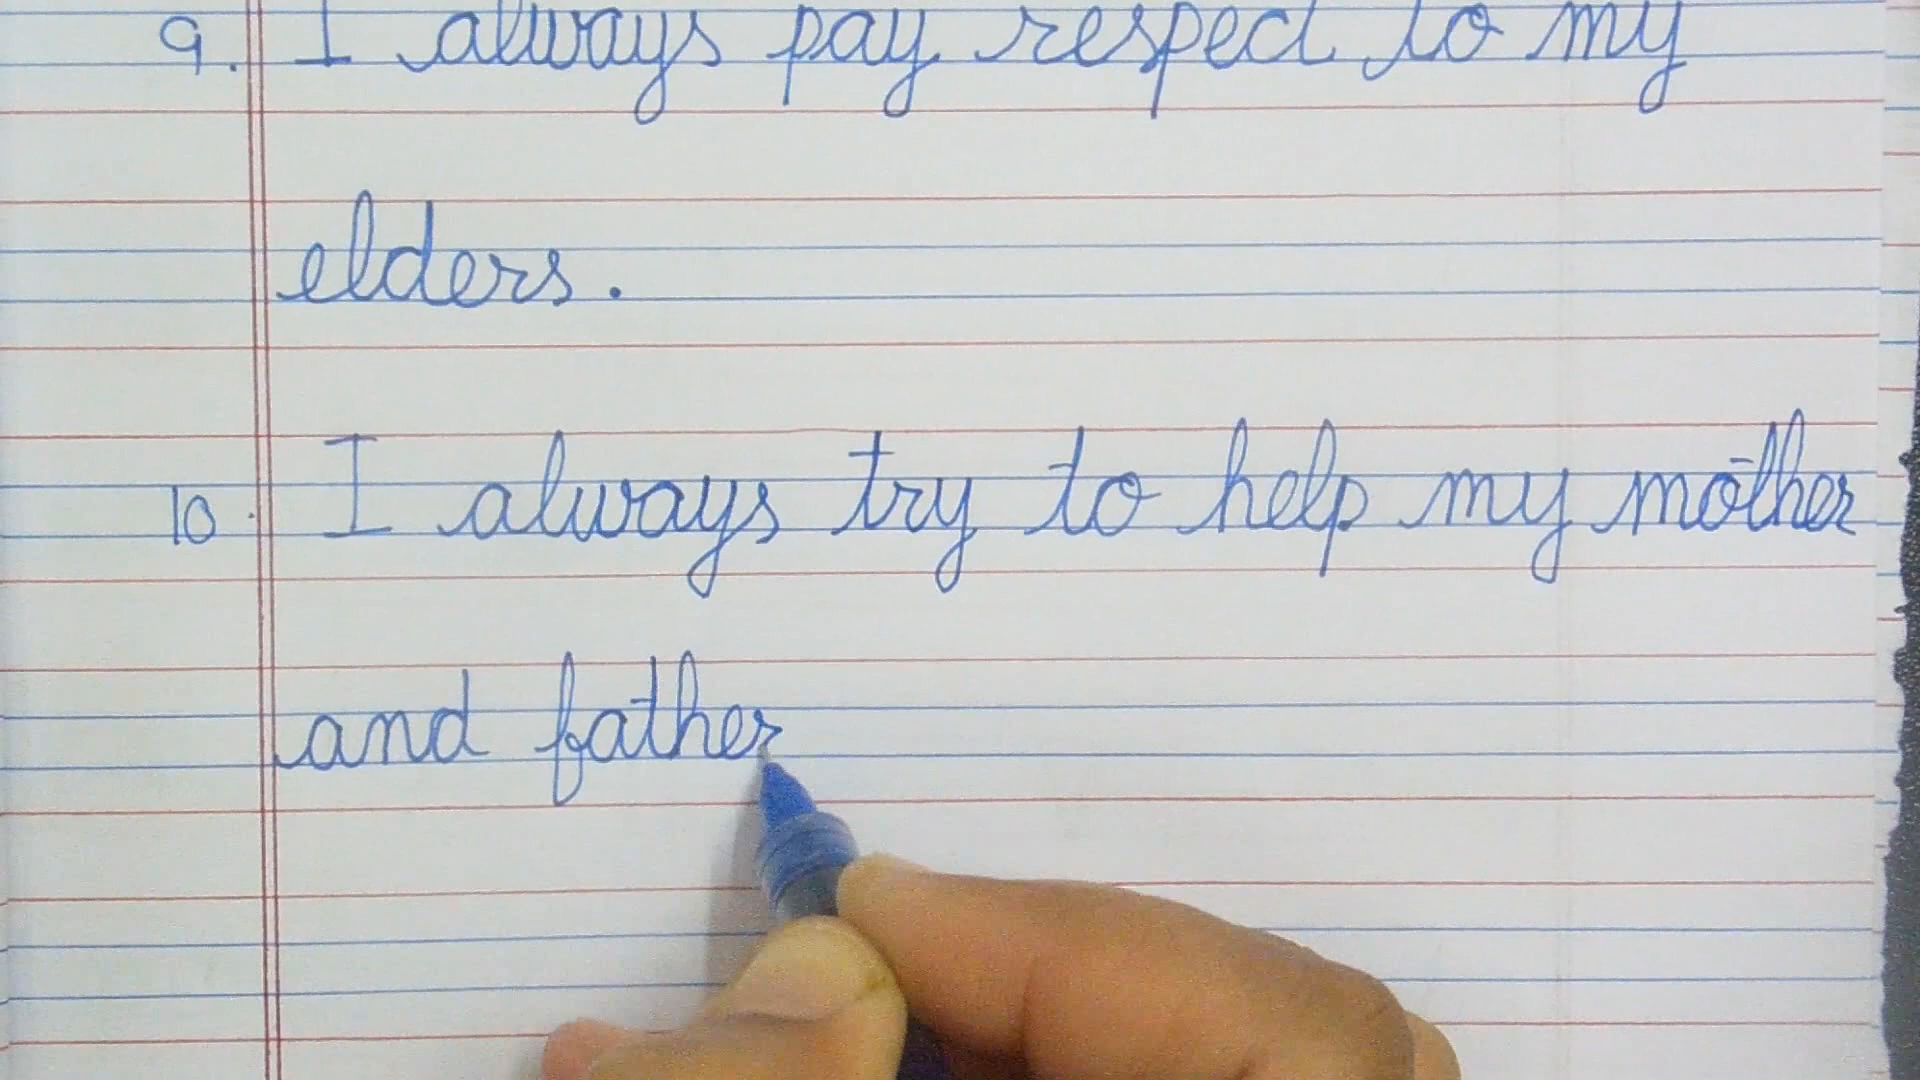 9. I always pay respect to my
elders.
10. I always try to help my mother
and father